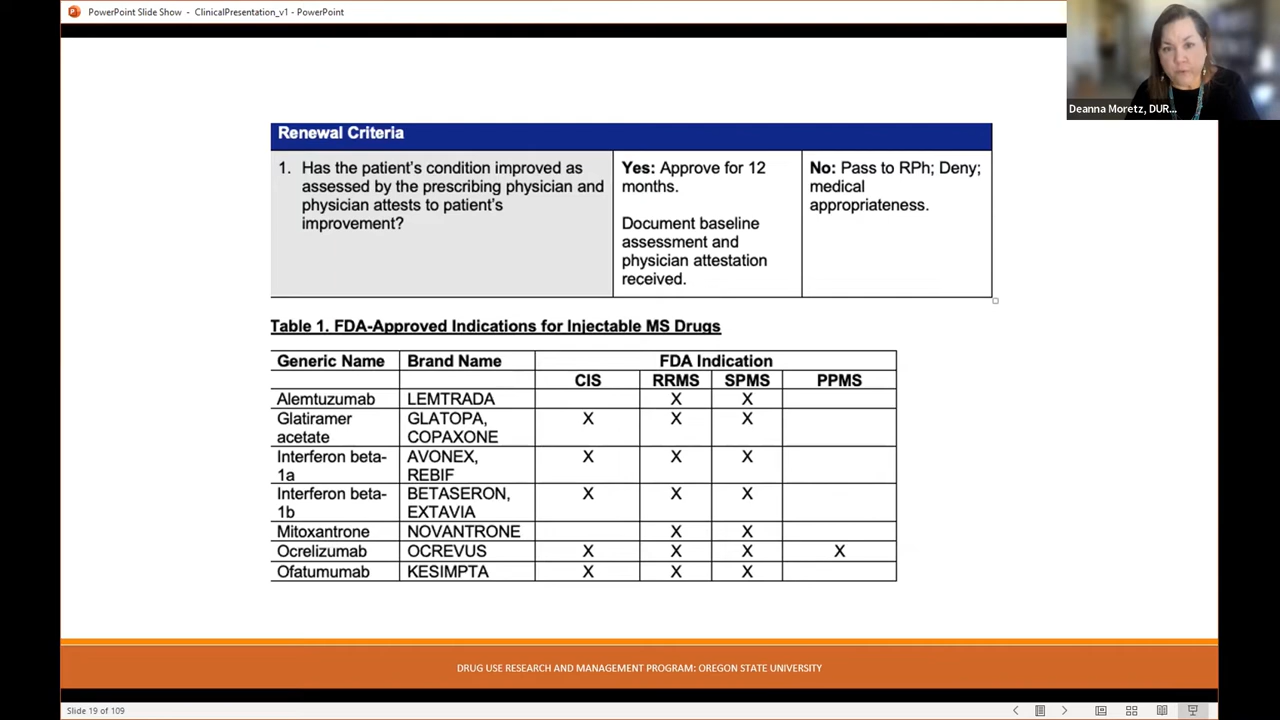 PowerPoint Slide Show - ClinicalPresentation_v1 - PowerPoint
Deanna Moretz, DUR...
Renewal Criteria
1. Has the patient's condition improved as
assessed by the prescribing physician and
physician attests to patient's
improvement?
Yes: Approve for 12
months.
Document baseline
assessment and
physician attestation
received.
No: Pass to RPh; Deny;
medical
appropriateness.
Table 1. FDA-Approved Indications for Injectable MS Drugs
Generic Name Brand Name FDA Indication
CIS RRMS SPMS PPMS
Alemtuzumab LEMTRADA X X
Glatiramer GLATOPA, X X X
acetate COPAXONE
Interferon beta- AVONEX, X X X
1a REBIF
Interferon beta- BETASERON, X X X
1b EXTAVIA
Mitoxantrone NOVANTRONE X X
Ocrelizumab OCREVUS X X X X
Ofatumumab KESIMPTA X X X
DRUG USE RESEARCH AND MANAGEMENT PROGRAM: OREGON STATE UNIVERSITY
Slide 19 of 109